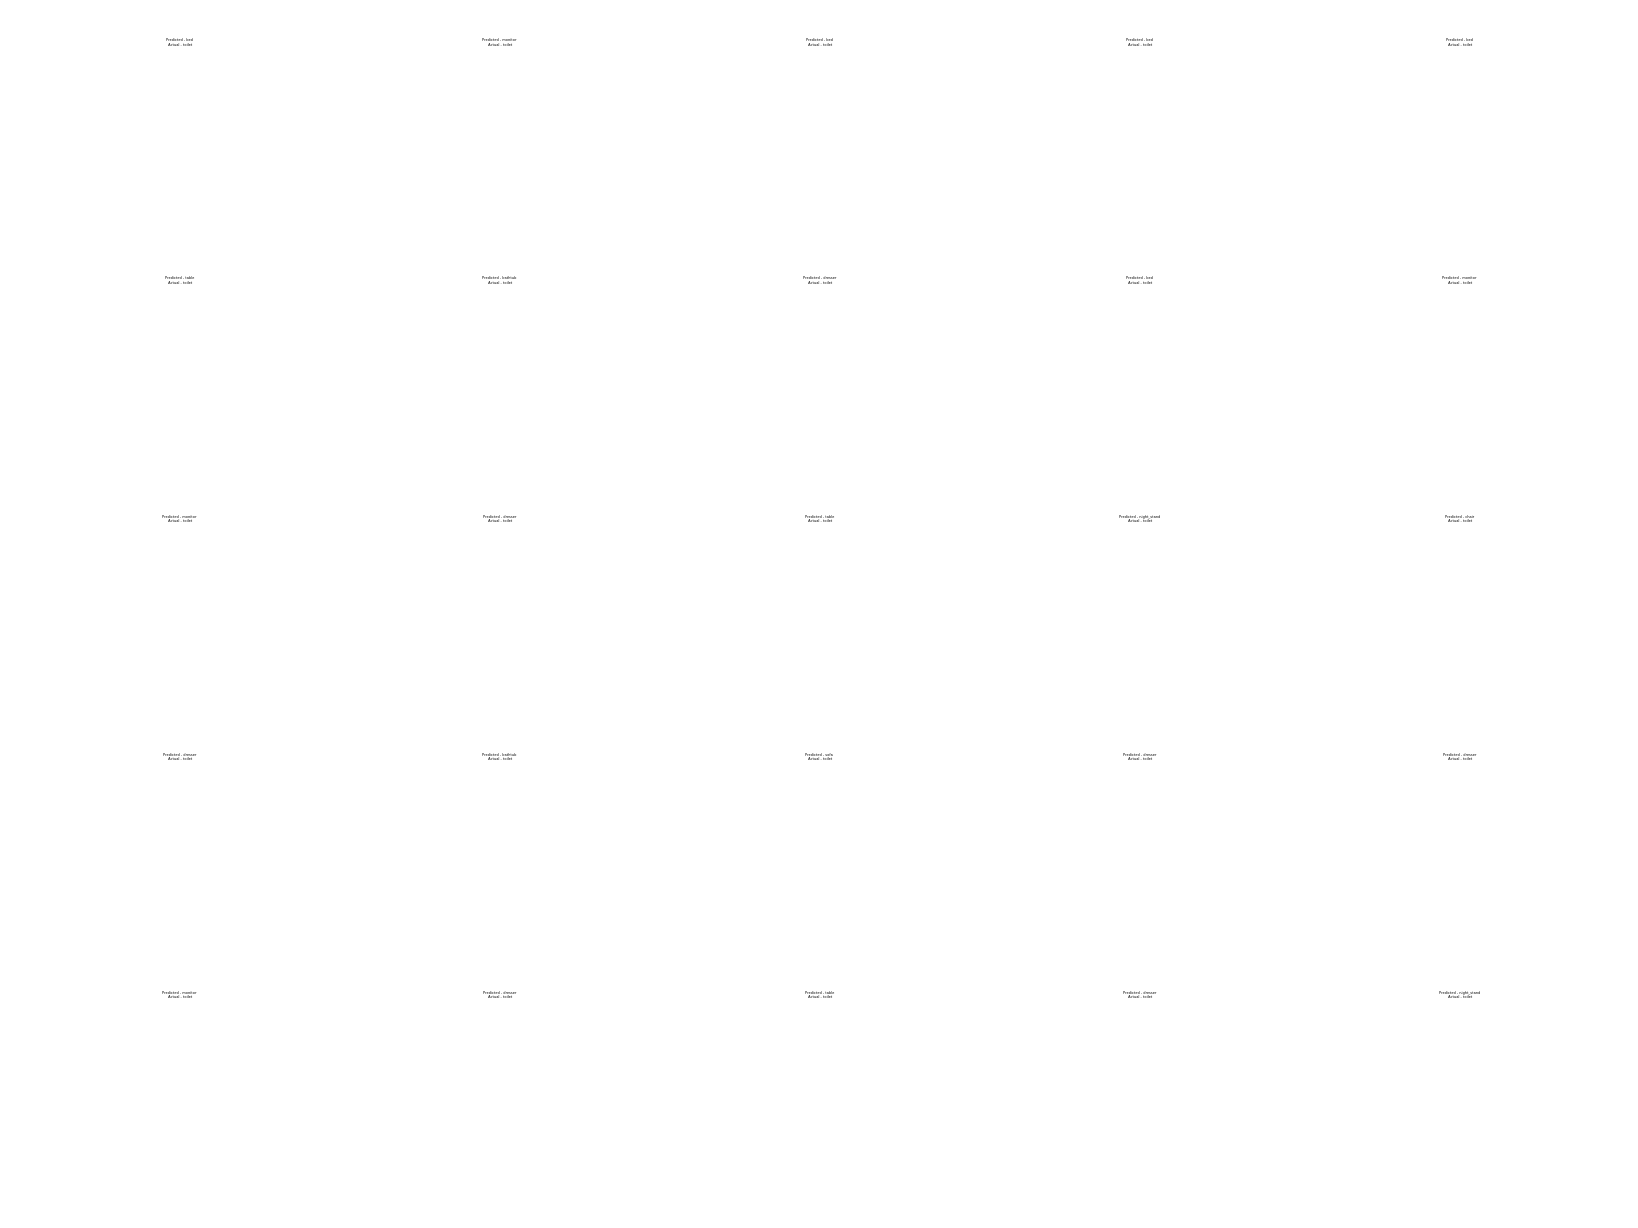 Predicted - bed
Actual - toilet
Predicted - monitor
Actual - toilet
Predicted - bed
Actual - toilet
Predicted - bed
Actual - toilet
Predicted - bed
Actual - toilet
Predicted - table
Actual - toilet
Predicted - bathtub
Actual - toilet
Predicted - dresser
Actual - toilet
Predicted - bed
Actual - toilet
Predicted - monitor
Actual - toilet
Predicted - monitor
Actual - toilet
Predicted - dresser
Actual - toilet
Predicted - table
Actual - toilet
Predicted - night_stand
Actual - toilet
Predicted - chair
Actual - toilet
Predicted - dresser
Actual - toilet
Predicted - bathtub
Actual - toilet
Predicted - sofa
Actual - toilet
Predicted - dresser
Actual - toilet
Predicted - dresser
Actual - toilet
Predicted - monitor
Actual - toilet
Predicted - dresser
Actual - toilet
Predicted - table
Actual - toilet
Predicted - dresser
Actual - toilet
Predicted - night_stand
Actual - toilet